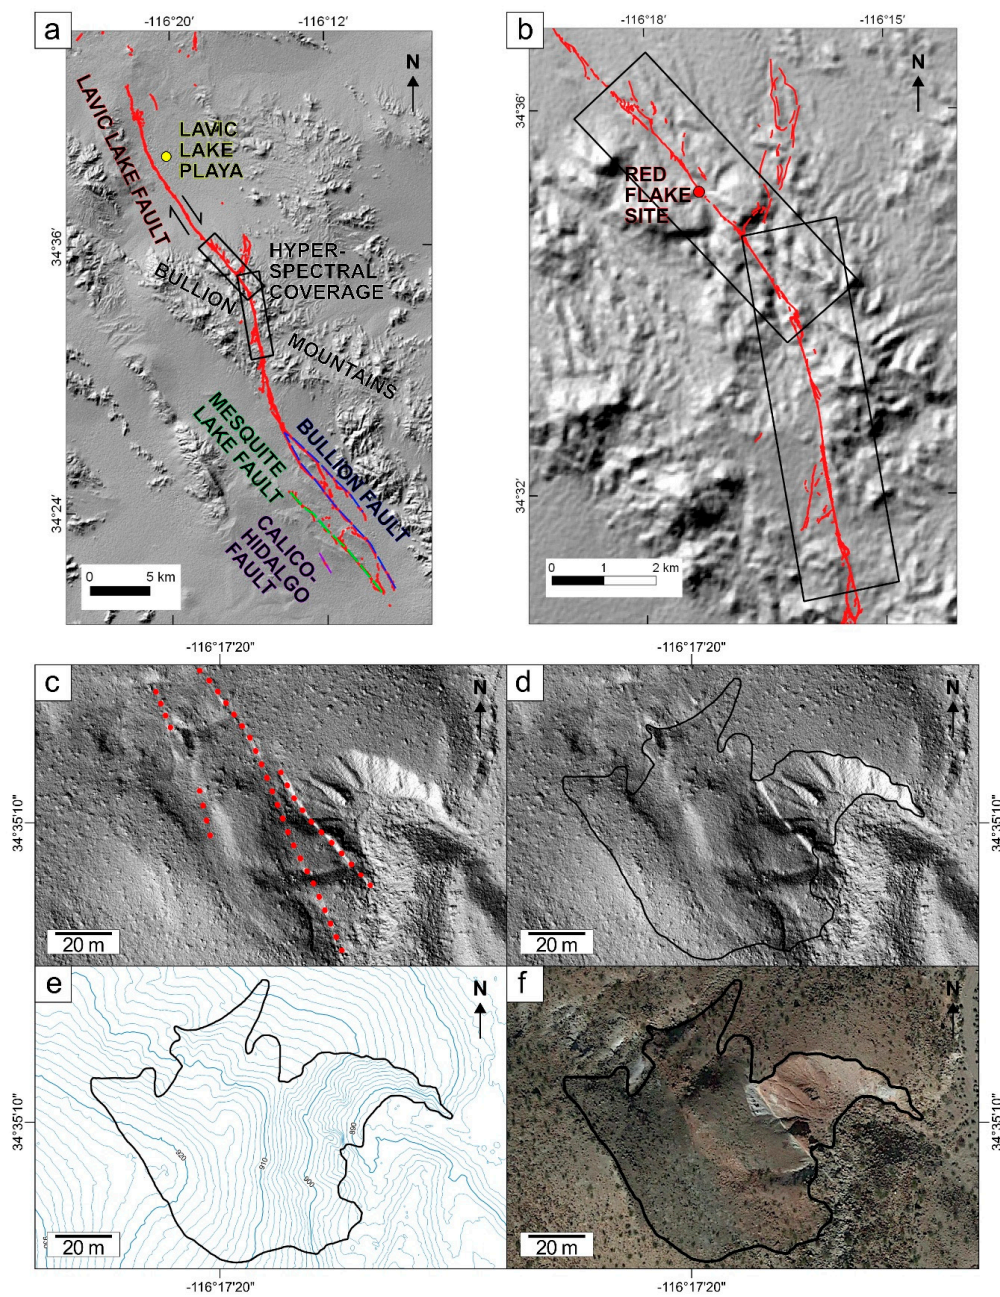 a
-116°20'
-116°12'
N
LAVIC LAKE FAULT
LAVIC
LAKE
PLAYA
34°36'
HYPER-
SPECTRAL
COVERAGE
BULLION
MOUNTAINS
MESQUITE
LAKE FAULT
BULLION FAULT
34°24'
CALICO-
HIDALGO
FAULT
0
5 km
b
-116°18'
-116°15'
N
34°36'
RED
FLAKE
SITE
34°32'
0
1
2 km
-116°17'20"
-116°17'20"
c
N
34°35'10"
20 m
d
N
34°35'10"
20 m
e
N
34°35'10"
890
920
910
900
20 m
f
N
34°35'10"
20 m
-116°17'20"
-116°17'20"